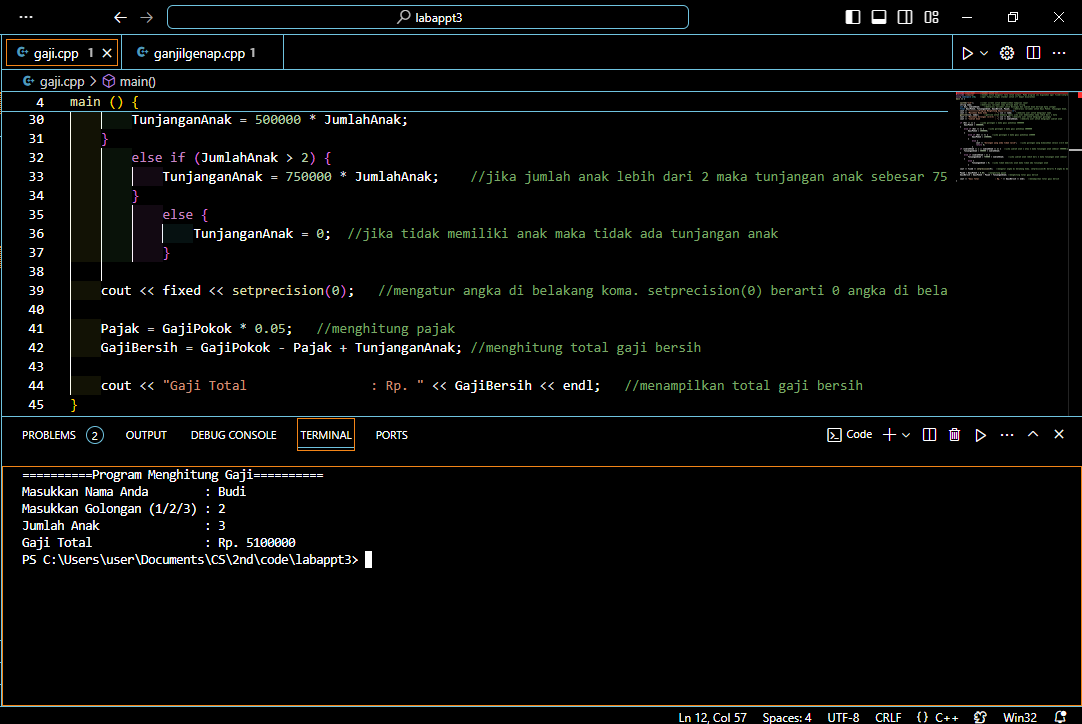 labappt3
gaji.cpp 1
ganjilgenap.cpp 1
gaji.cpp > main()
4 main () {
30 TunjanganAnak = 500000 * JumlahAnak;
31 }
32 else if (JumlahAnak > 2) {
33 TunjanganAnak = 750000 * JumlahAnak; //jika jumlah anak lebih dari 2 maka tunjangan anak sebesar 75
34 }
35 else {
36 TunjanganAnak = 0; //jika tidak memiliki anak maka tidak ada tunjangan anak
37 }
38
39 cout << fixed << setprecision(0); //mengatur angka di belakang koma. setprecision(0) berarti 0 angka di bela
40
41 Pajak = GajiPokok * 0.05; //menghitung pajak
42 GajiBersih = GajiPokok - Pajak + TunjanganAnak; //menghitung total gaji bersih
43
44 cout << "Gaji Total : Rp. " << GajiBersih << endl; //menampilkan total gaji bersih
45 }
PROBLEMS 2 OUTPUT DEBUG CONSOLE TERMINAL PORTS Code
==========Program Menghitung Gaji==========
Masukkan Nama Anda : Budi
Masukkan Golongan (1/2/3) : 2
Jumlah Anak : 3
Gaji Total : Rp. 5100000
PS C:\Users\user\Documents\CS\2nd\code\labappt3>
Ln 12, Col 57 Spaces: 4 UTF-8 CRLF {} C++ Win32